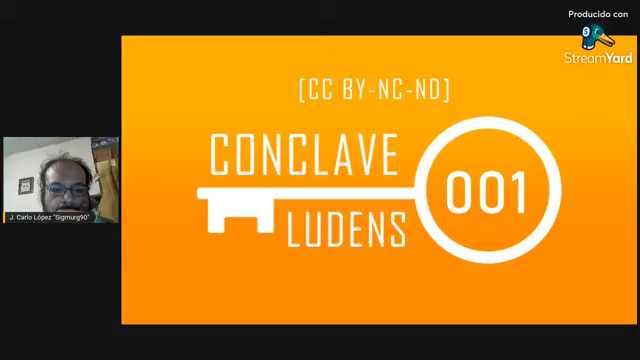 Producido con
StreamYard
[CC BY-NC-ND]
CONCLAVE
001
LUDENS
J. Carlo López "Sigmurg90"